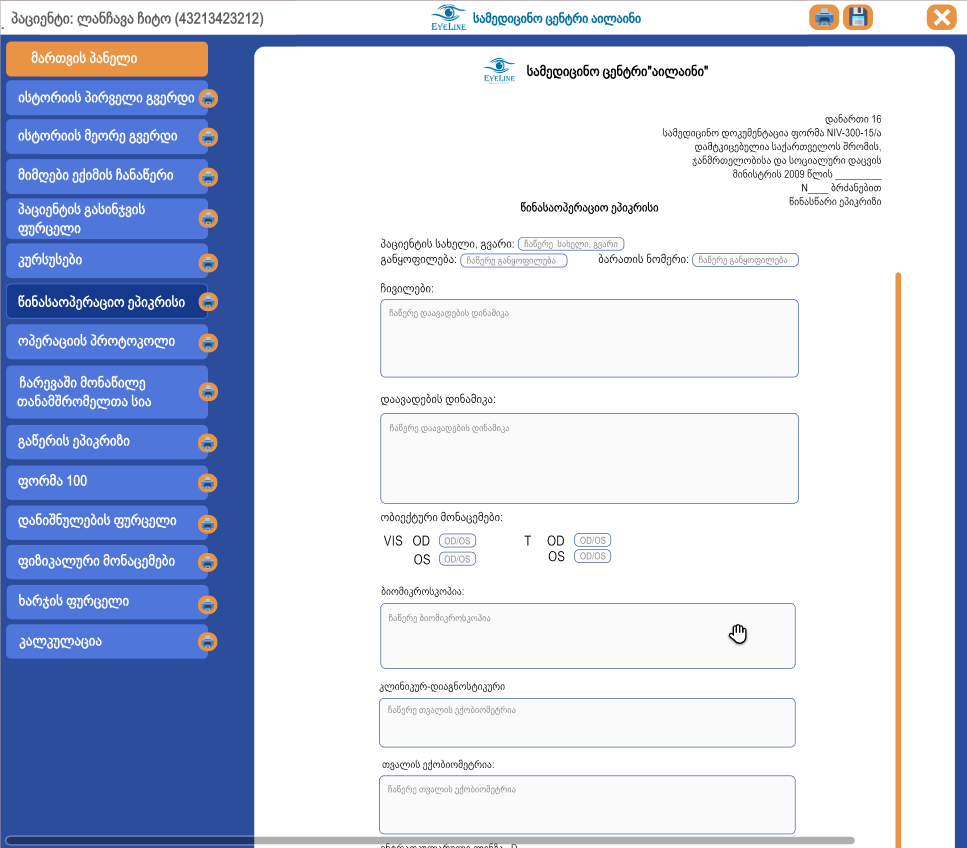 პაციენტი: ლანჩავა ჩიტო (43213423212)
EYELINE
სამედიცინო ცენტრი აილაინი
მართვის პანელი
ისტორიის პირველი გვერდი
ისტორიის მეორე გვერდი
მიმღები ექიმის ჩანაწერი
პაციენტის გასინჯვის
ფურცელი
კურსუსები
წინასაოპერაციო ეპიკრისი
ოპერაციის პროტოკოლი
ჩარევაში მონაწილე
თანამშრომელთა სია
გაწერის ეპიკრიზი
ფორმა 100
დანიშნულების ფურცელი
ფიზიკალური მონაცემები
ხარჯის ფურცელი
კალკულაცია
EYELINE
სამედიცინო ცენტრი"აილაინი"
დანართი 16
სამედიცინო დოკუმენტაცია ფორმა NIV-300-15/ა
დამტკიცებულია საქართველოს შრომის,
ჯანმრთელობისა და სოციალური დაცვის
მინისტრის 2009 წლის _________
N____ ბრძანებით
წინასწარი ეპიკრიზი
წინასაოპერაციო ეპიკრისი
პაციენტის სახელი, გვარი: ჩაწერე სახელი, გვარი
განყოფილება: ჩაწერე განყოფილება ბარათის ნომერი: ჩაწერე განყოფილება
ჩივილები:
ჩაწერე დაავადების დინამიკა
დაავადების დინამიკა:
ჩაწერე დაავადების დინამიკა
ობიექტური მონაცემები:
VIS OD OD/OS T OD OD/OS
OS OD/OS OS OD/OS
ბიომიკროსკოპია:
ჩაწერე ბიომიკროსკოპია
კლინიკურ-დიაგნოსტიკური
ჩაწერე თვალის ექობიომეტრია
თვალის ექობიომეტრია:
ჩაწერე თვალის ექობიომეტრია